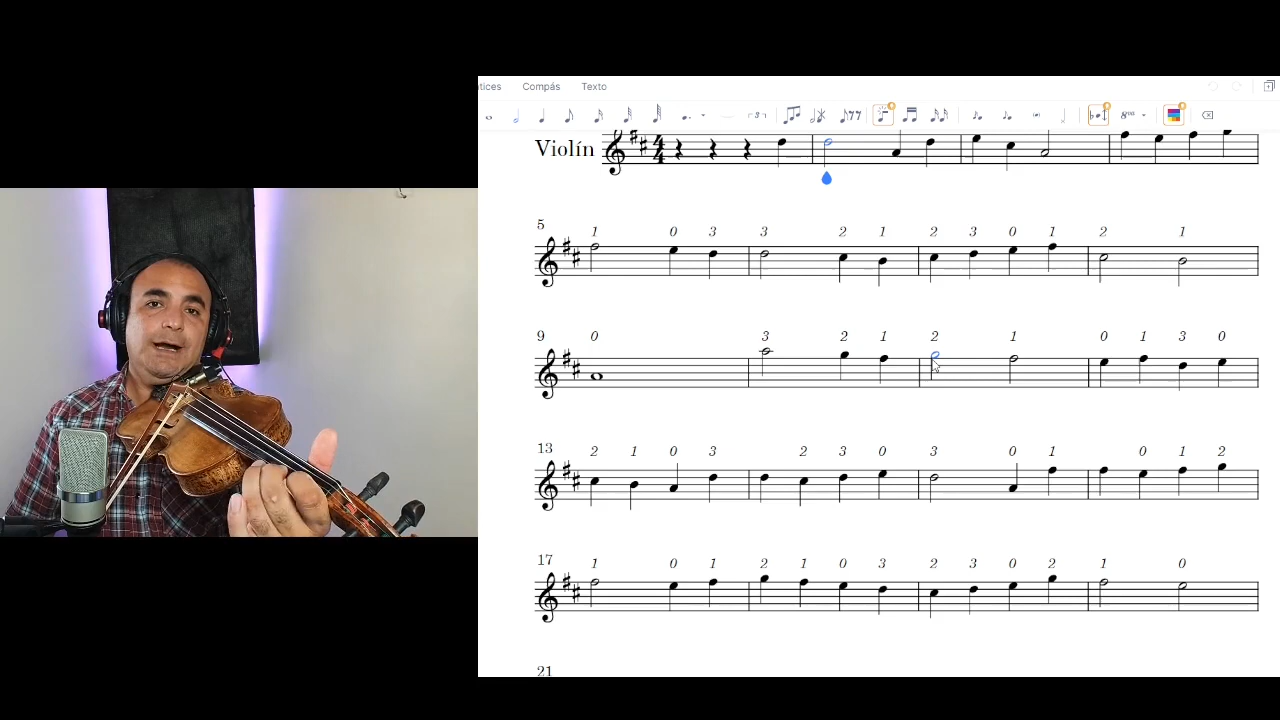 tices Compás Texto
Violín 4 4
5
1 0 3 3 2 1 2 3 0 1 2 1
9
0 3 2 1 2 1 0 1 3 0
13
2 1 0 3 2 3 0 3 0 1 0 1 2
17
1 0 1 2 1 0 3 2 3 0 2 1 0
21